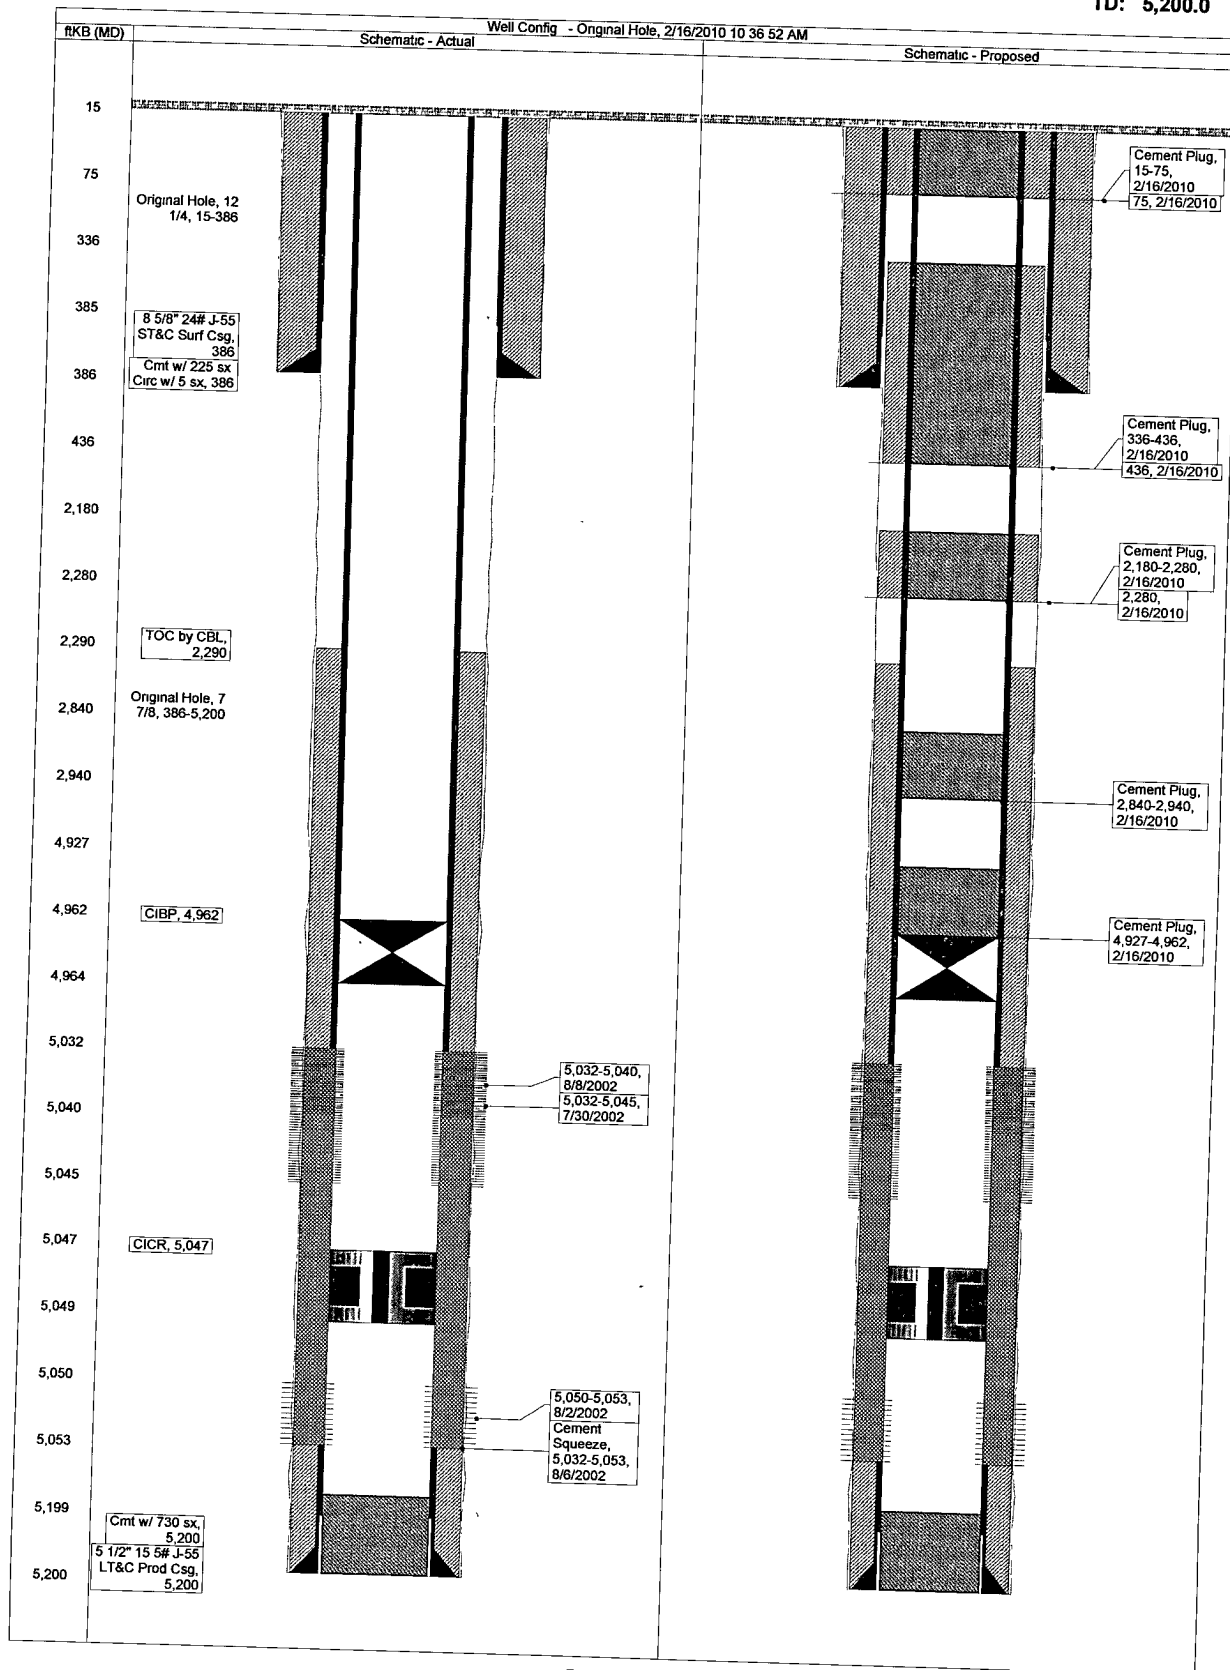 TD: 5,200.0
Well Config - Original Hole, 2/16/2010 10 36 52 AM
ftKB (MD)
Schematic - Actual
Schematic - Proposed
15
75
336
385
386
436
2,180
2,280
2,290
2,840
2,940
4,927
4,962
4,964
5,032
5,040
5,045
5,047
5,049
5,050
5,053
5,199
5,200
Original Hole, 12
1/4, 15-386
8 5/8" 24# J-55
ST&C Surf Csg,
386
Cmt w/ 225 sx
Circ w/ 5 sx, 386
TOC by CBL,
2,290
Original Hole, 7
7/8, 386-5,200
CIBP, 4,962
CICR, 5,047
Cmt w/ 730 sx,
5,200
5 1/2" 15 5# J-55
LT&C Prod Csg,
5,200
5,032-5,040,
8/8/2002
5,032-5,045,
7/30/2002
5,050-5,053,
8/2/2002
Cement
Squeeze,
5,032-5,053,
8/6/2002
Cement Plug,
15-75,
2/16/2010
75, 2/16/2010
Cement Plug,
336-436,
2/16/2010
436, 2/16/2010
Cement Plug,
2,180-2,280,
2/16/2010
2,280,
2/16/2010
Cement Plug,
2,840-2,940,
2/16/2010
Cement Plug,
4,927-4,962,
2/16/2010